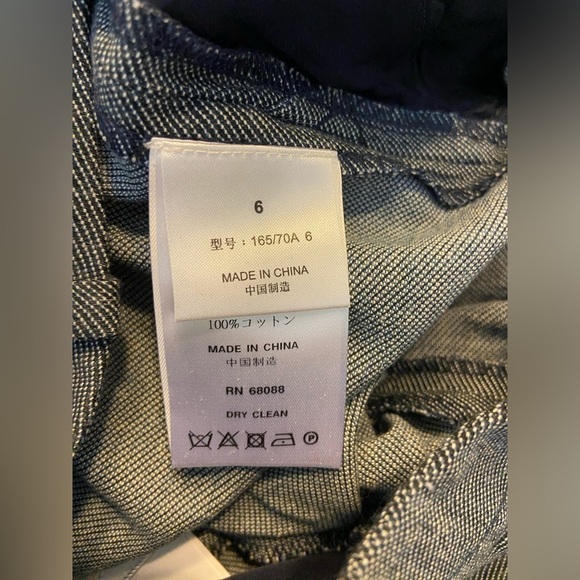 6
型号：165/70A 6
MADE IN CHINA
中国制造
100%コットン
MADE IN CHINA
中国制造
RN 68088
DRY CLEAN
P